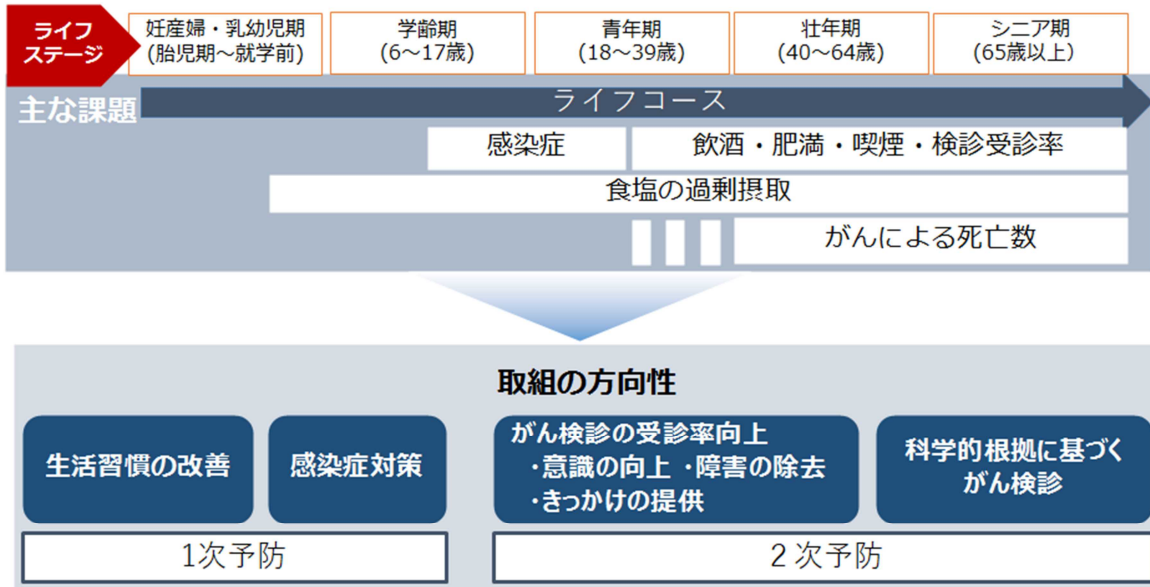 ライフ
ステージ
妊産婦・乳幼児期
(胎児期～就学前)
学齢期
(6～17歳)
青年期
(18～39歳)
壮年期
(40～64歳)
シニア期
(65歳以上)
主な課題
ライフコース
感染症
飲酒・肥満・喫煙・検診受診率
食塩の過剰摂取
がんによる死亡数
取組の方向性
生活習慣の改善
感染症対策
がん検診の受診率向上
・意識の向上 ・障害の除去
・きっかけの提供
科学的根拠に基づく
がん検診
1次予防
２次予防